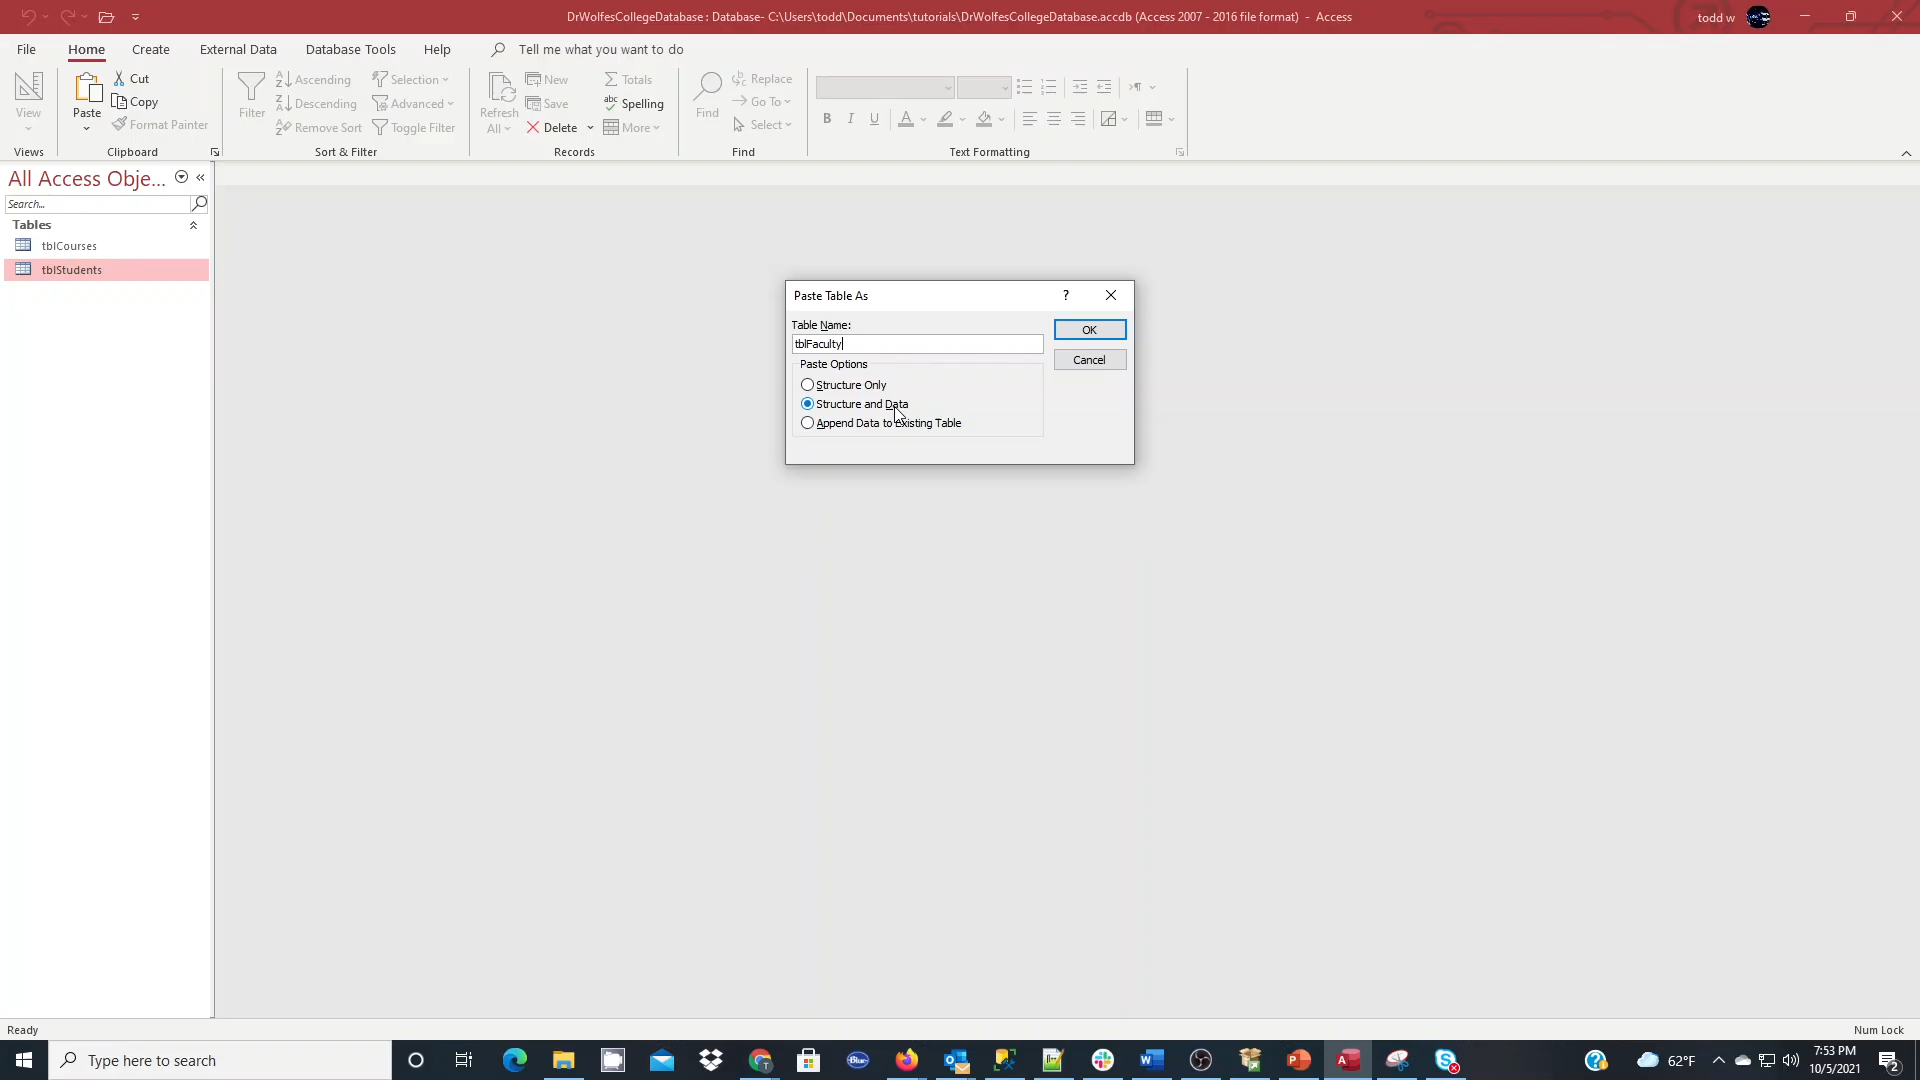 DrWolfesCollegeDatabase : Database- C:\Users\todd\Documents\tutorials\DrWolfesCollegeDatabase.accdb (Access 2007 - 2016 file format) - Access
todd w
File Home Create External Data Database Tools Help Tell me what you want to do
View
Views
Paste
Cut
Copy
Format Painter
Clipboard
Filter
Ascending
Descending
Remove Sort
Selection
Advanced
Toggle Filter
Sort & Filter
Refresh
All
New
Save
Delete
Totals
Spelling
More
Records
Find
Replace
Go To
Select
Find
B I U
Text Formatting
All Access Obje...
Search...
Tables
tblCourses
tblStudents
Paste Table As
Table Name:
tblFaculty
Paste Options
Structure Only
Structure and Data
Append Data to Existing Table
OK
Cancel
Ready
Num Lock
Type here to search
Blue
62°F
7:53 PM
10/5/2021
2